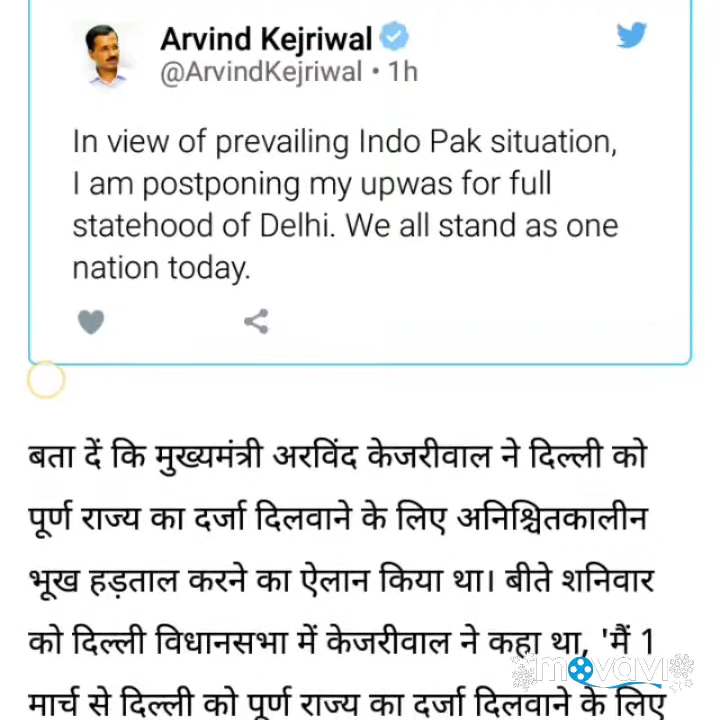 Arvind Kejriwal
@ArvindKejriwal • 1h
In view of prevailing Indo Pak situation,
I am postponing my upwas for full
statehood of Delhi. We all stand as one
nation today.
बता दें कि मुख्यमंत्री अरविंद केजरीवाल ने दिल्ली को
पूर्ण राज्य का दर्जा दिलवाने के लिए अनिश्चितकालीन
भूख हड़ताल करने का ऐलान किया था। बीते शनिवार
को दिल्ली विधानसभा में केजरीवाल ने कहा था, 'मैं 1
मार्च से दिल्ली को पूर्ण राज्य का दर्जा दिलवाने के लिए
movavi